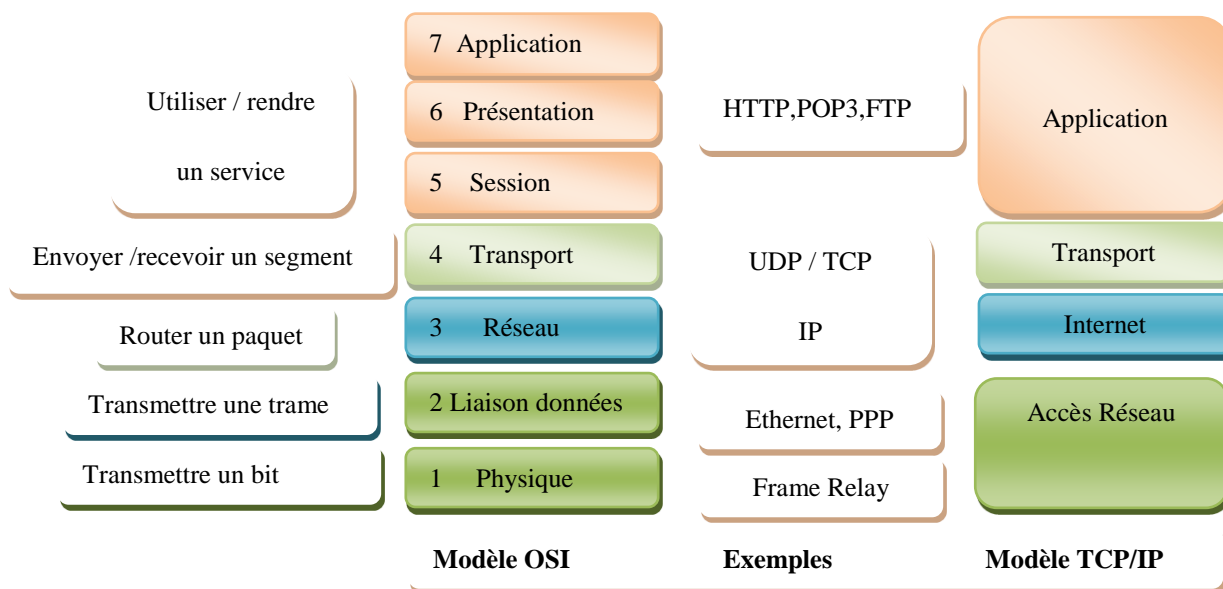 Utiliser / rendre
un service
Envoyer /recevoir un segment
Router un paquet
Transmettre une trame
Transmettre un bit
7 Application
6 Présentation
5 Session
4 Transport
3 Réseau
2 Liaison données
1 Physique
Modèle OSI
HTTP,POP3,FTP
UDP / TCP
IP
Ethernet, PPP
Frame Relay
Exemples
Application
Transport
Internet
Accès Réseau
Modèle TCP/IP